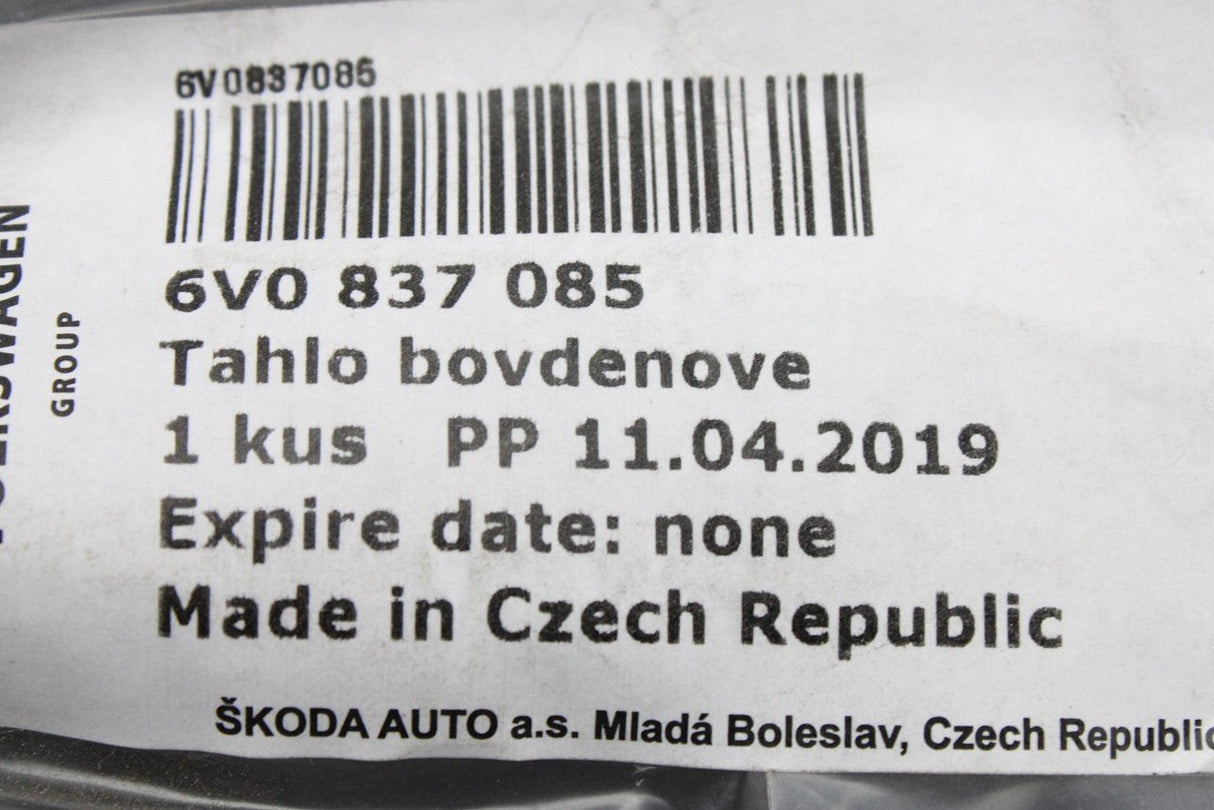 6V0837085
6V0 837 085
Tahlo bovdenove
1 kus PP 11.04.2019
Expire date: none
Made in Czech Republic
ŠKODA AUTO a.s. Mladá Boleslav, Czech Republic
GROUP